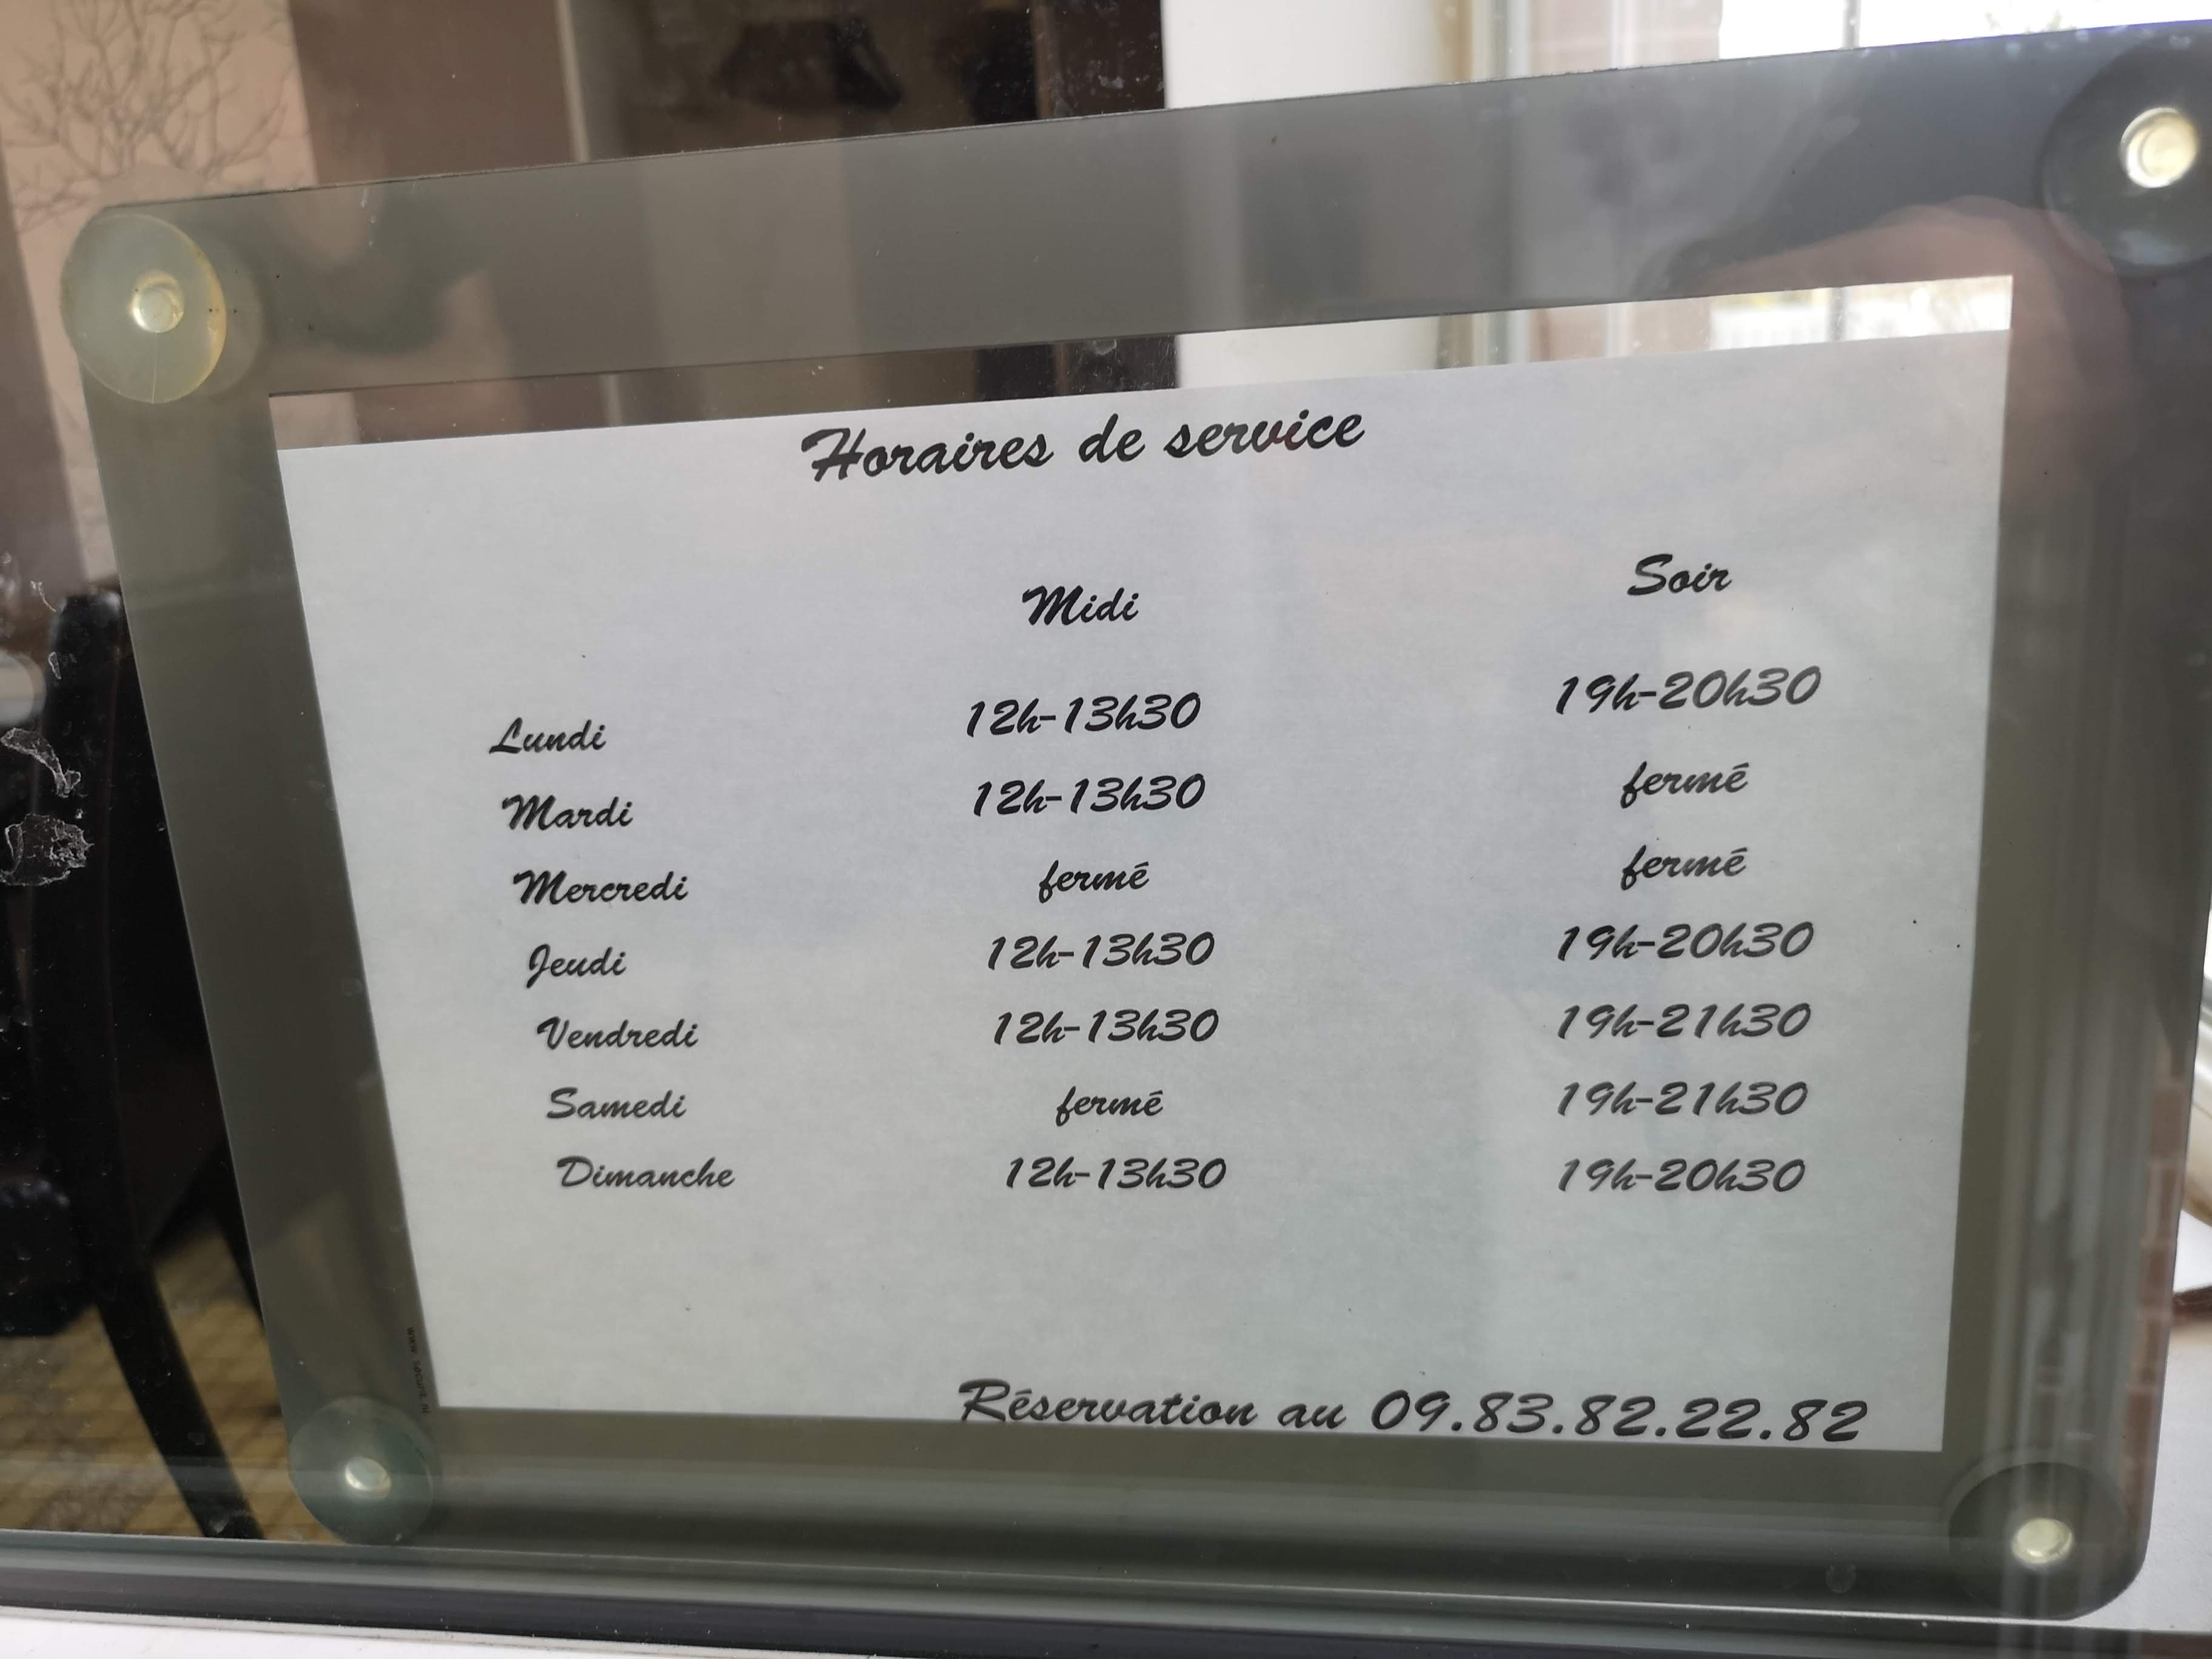 Horaires de service
Midi Soir
Lundi 12h-13h30 19h-20h30
Mardi 12h-13h30 fermé
Mercredi fermé fermé
Jeudi 12h-13h30 19h-20h30
Vendredi 12h-13h30 19h-21h30
Samedi fermé 19h-21h30
Dimanche 12h-13h30 19h-20h30
Réservation au 09.83.82.22.82